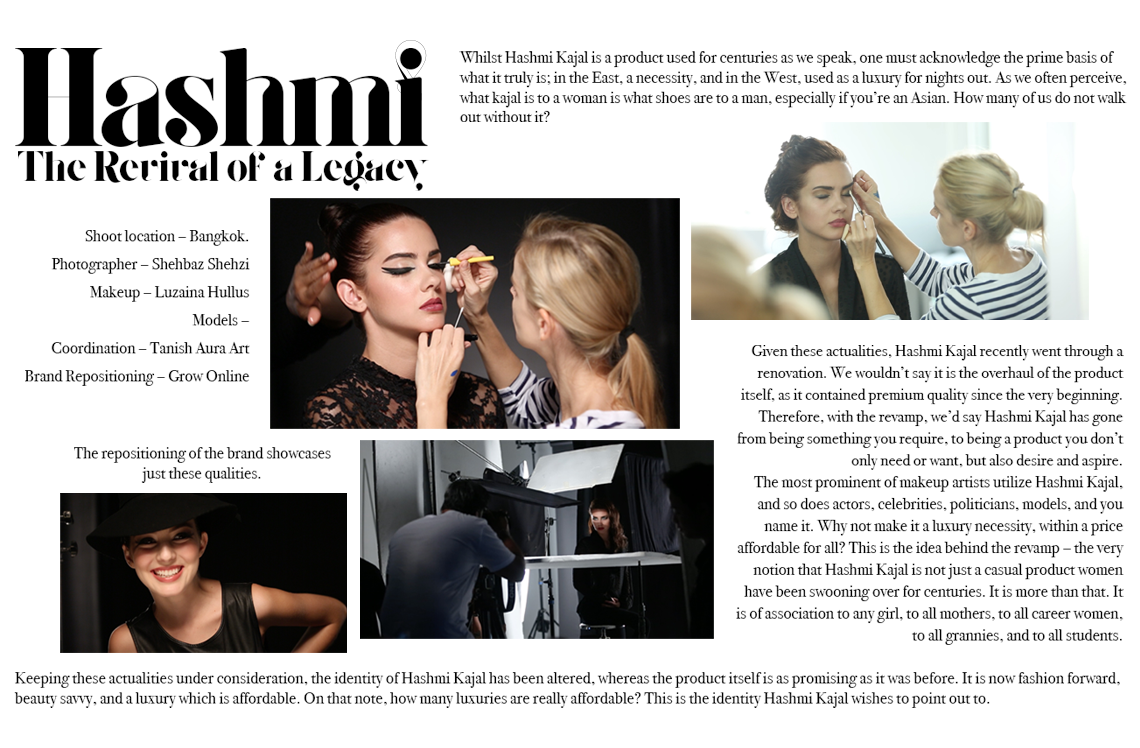 Hashmi
The Revival of a Legacy
Whilst Hashmi Kajal is a product used for centuries as we speak, one must acknowledge the prime basis of
what it truly is; in the East, a necessity, and in the West, used as a luxury for nights out. As we often perceive,
what kajal is to a woman is what shoes are to a man, especially if you're an Asian. How many of us do not walk
out without it?
Shoot location – Bangkok.
Photographer – Shehbaz Shehzi
Makeup – Luzaina Hullus
Models –
Coordination – Tanish Aura Art
Brand Repositioning – Grow Online
The repositioning of the brand showcases
just these qualities.
Given these actualities, Hashmi Kajal recently went through a
renovation. We wouldn't say it is the overhaul of the product
itself, as it contained premium quality since the very beginning.
Therefore, with the revamp, we'd say Hashmi Kajal has gone
from being something you require, to being a product you don't
only need or want, but also desire and aspire.
The most prominent of makeup artists utilize Hashmi Kajal,
and so does actors, celebrities, politicians, models, and you
name it. Why not make it a luxury necessity, within a price
affordable for all? This is the idea behind the revamp – the very
notion that Hashmi Kajal is not just a casual product women
have been swooning over for centuries. It is more than that. It
is of association to any girl, to all mothers, to all career women,
to all grannies, and to all students.
Keeping these actualities under consideration, the identity of Hashmi Kajal has been altered, whereas the product itself is as promising as it was before. It is now fashion forward,
beauty savvy, and a luxury which is affordable. On that note, how many luxuries are really affordable? This is the identity Hashmi Kajal wishes to point out to.